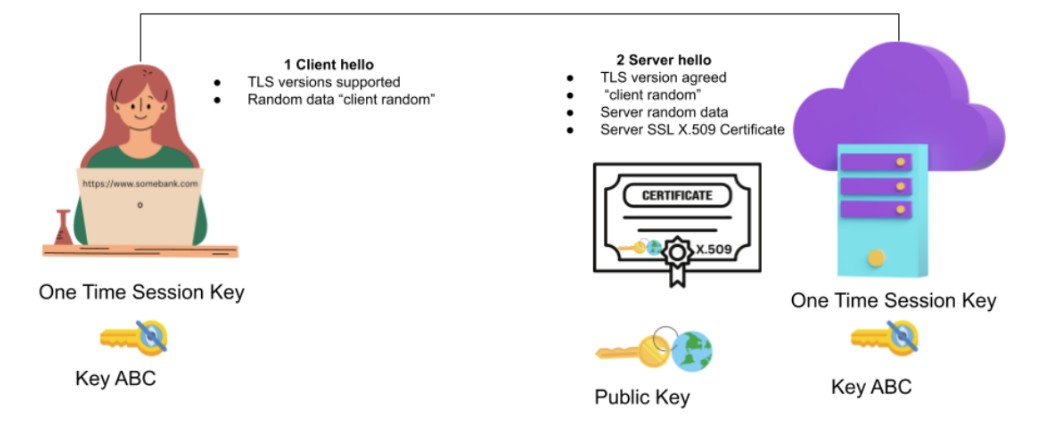 1 Client hello
● TLS versions supported
● Random data “client random”
2 Server hello
● TLS version agreed
● “client random”
● Server random data
● Server SSL X.509 Certificate
https://www.somebank.com
CERTIFICATE
X.509
One Time Session Key
Key ABC
Public Key
One Time Session Key
Key ABC